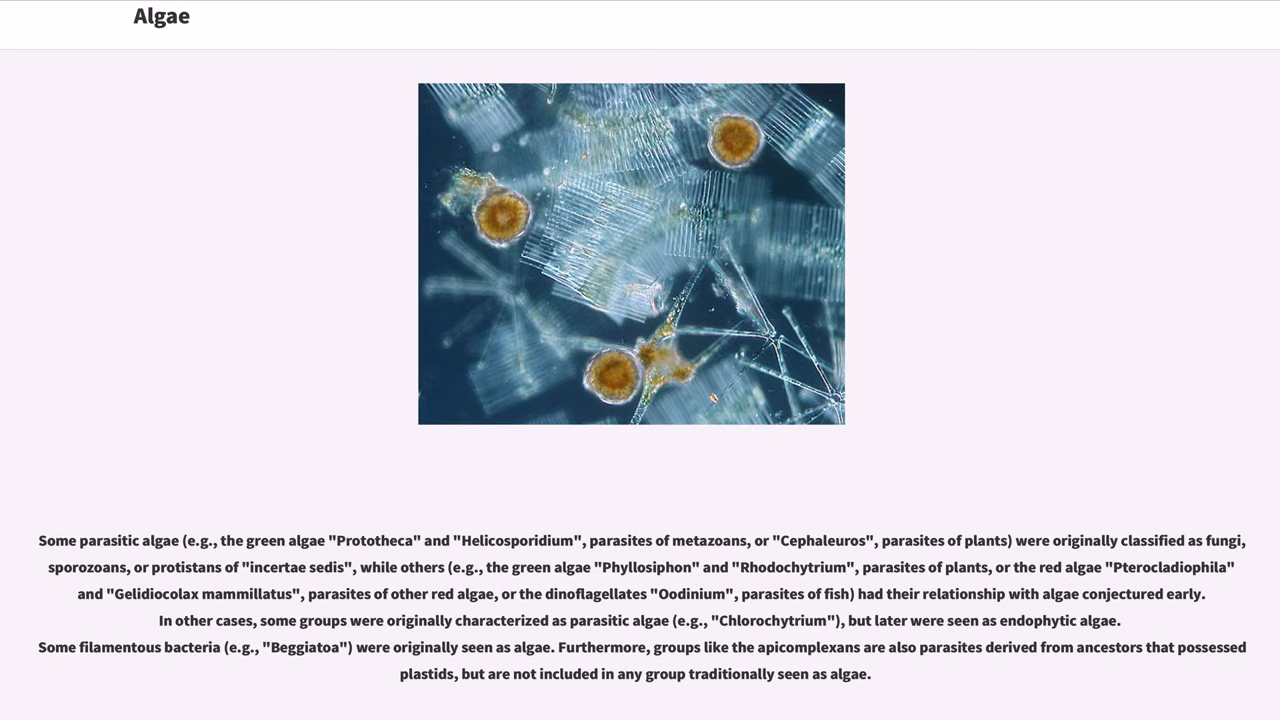 Algae
Some parasitic algae (e.g., the green algae "Prototheca" and "Helicosporidium", parasites of metazoans, or "Cephaleuros", parasites of plants) were originally classified as fungi,
sporozoans, or protistans of "incertae sedis", while others (e.g., the green algae "Phyllosiphon" and "Rhodochytrium", parasites of plants, or the red algae "Pterocladiophila"
and "Gelidiocolax mammillatus", parasites of other red algae, or the dinoflagellates "Oodinium", parasites of fish) had their relationship with algae conjectured early.
In other cases, some groups were originally characterized as parasitic algae (e.g., "Chlorochytrium"), but later were seen as endophytic algae.
Some filamentous bacteria (e.g., "Beggiatoa") were originally seen as algae. Furthermore, groups like the apicomplexans are also parasites derived from ancestors that possessed
plastids, but are not included in any group traditionally seen as algae.